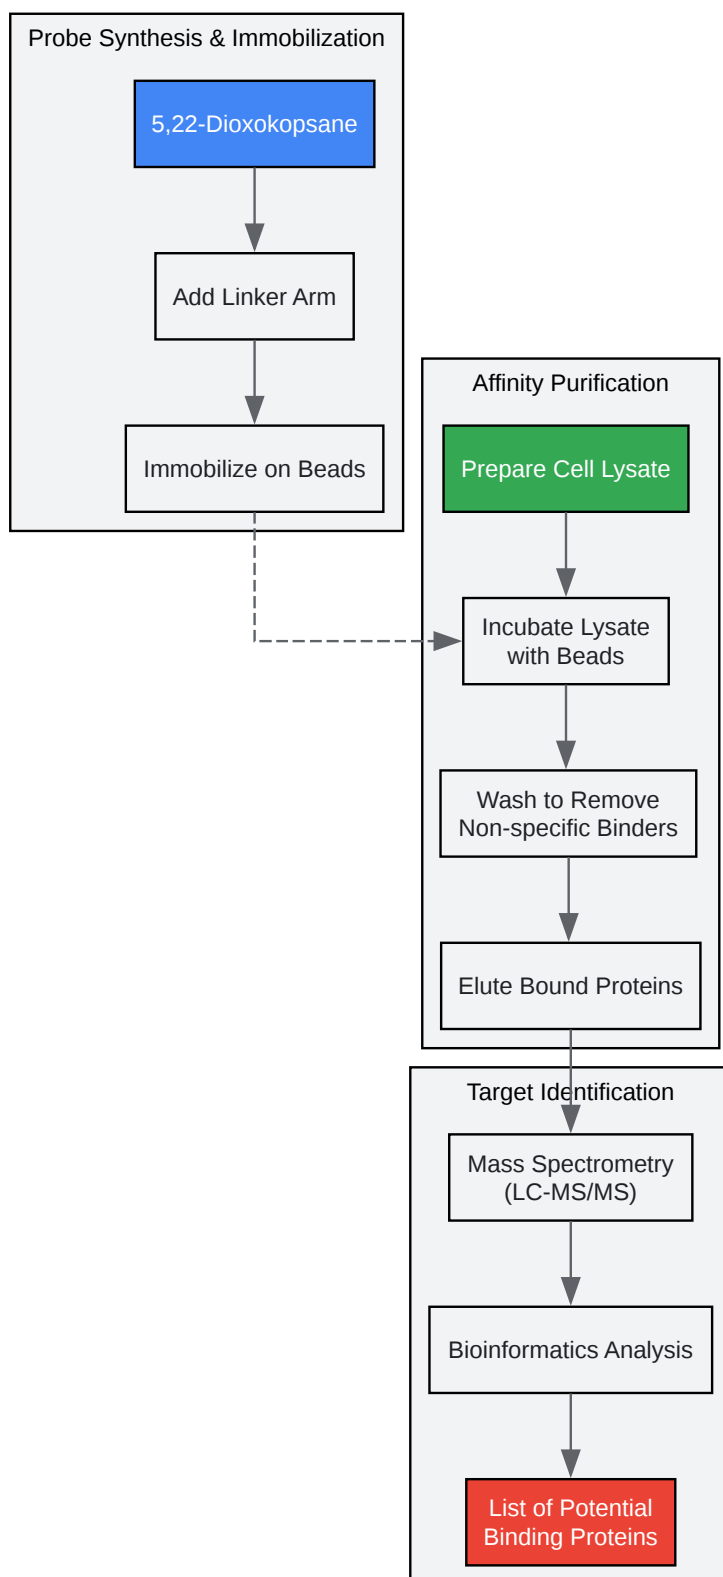 Probe Synthesis & Immobilization
5,22-Dioxokopsane
Add Linker Arm
Immobilize on Beads
Affinity Purification
Prepare Cell Lysate
Incubate Lysate
with Beads
Wash to Remove
Non-specific Binders
Elute Bound Proteins
Target Identification
Mass Spectrometry
(LC-MS/MS)
Bioinformatics Analysis
List of Potential
Binding Proteins